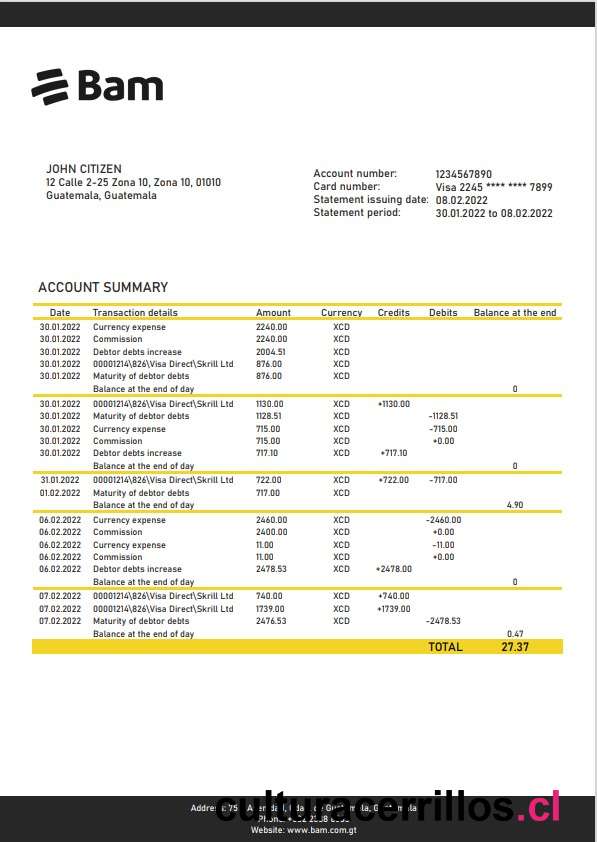 Bam
JOHN CITIZEN
12 Calle 2-25 Zona 10, Zona 10, 01010
Guatemala, Guatemala
Account number: 1234567890
Card number: Visa 2245 **** **** 7899
Statement issuing date: 08.02.2022
Statement period: 30.01.2022 to 08.02.2022
ACCOUNT SUMMARY
Date Transaction details Amount Currency Credits Debits Balance at the end
30.01.2022 Currency expense 2240.00 XCD
30.01.2022 Commission 2240.00 XCD
30.01.2022 Debtor debts increase 2004.51 XCD
30.01.2022 00001214\826\Visa Direct\Skrill Ltd 876.00 XCD
30.01.2022 Maturity of debtor debts 876.00 XCD
Balance at the end of day 0
30.01.2022 00001214\826\Visa Direct\Skrill Ltd 1130.00 XCD +1130.00
30.01.2022 Maturity of debtor debts 1128.51 XCD -1128.51
30.01.2022 Currency expense 715.00 XCD -715.00
30.01.2022 Commission 715.00 XCD +0.00
30.01.2022 Debtor debts increase 717.10 XCD +717.10
Balance at the end of day 0
31.01.2022 00001214\826\Visa Direct\Skrill Ltd 722.00 XCD +722.00 -717.00
01.02.2022 Maturity of debtor debts 717.00 XCD
Balance at the end of day 4.90
06.02.2022 Currency expense 2460.00 XCD -2460.00
06.02.2022 Commission 2400.00 XCD +0.00
06.02.2022 Currency expense 11.00 XCD -11.00
06.02.2022 Commission 11.00 XCD +0.00
06.02.2022 Debtor debts increase 2478.53 XCD +2478.00
Balance at the end of day 0
07.02.2022 00001214\826\Visa Direct\Skrill Ltd 740.00 XCD +740.00
07.02.2022 00001214\826\Visa Direct\Skrill Ltd 1739.00 XCD +1739.00
07.02.2022 Maturity of debtor debts 2476.53 XCD -2478.53
Balance at the end of day 0.47
TOTAL 27.37
culturacerrillos.cl
Website: www.bam.com.gt